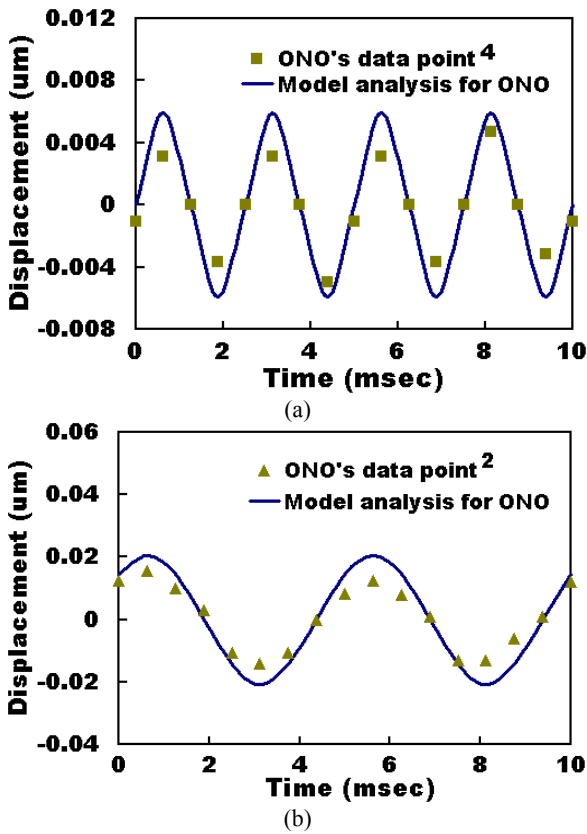 0.012
0.008
0.004
0
-0.004
-0.008
Displacement (um)
ONO's data point 4
Model analysis for ONO
0 2 4 6 8 10
Time (msec)
(a)
0.06
0.04
0.02
0
-0.02
-0.04
Displacement (um)
ONO's data point 2
Model analysis for ONO
0 2 4 6 8 10
Time (msec)
(b)